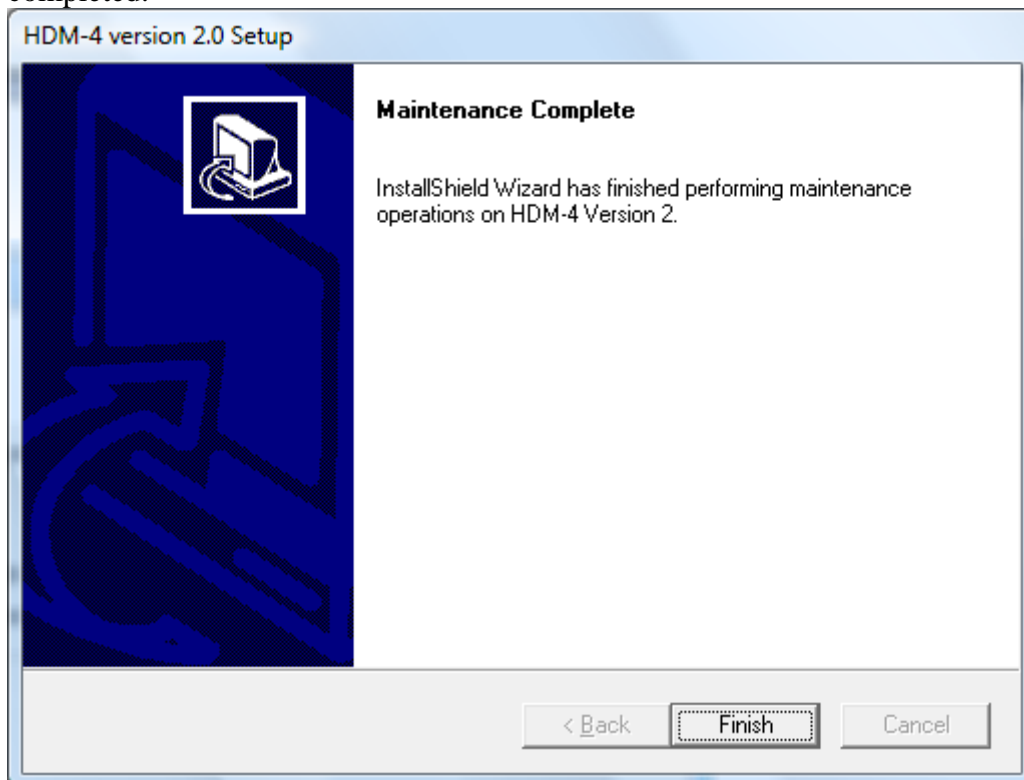 completed.
HDM-4 version 2.0 Setup
Maintenance Complete
InstallShield Wizard has finished performing maintenance
operations on HDM-4 Version 2.
< Back Finish Cancel